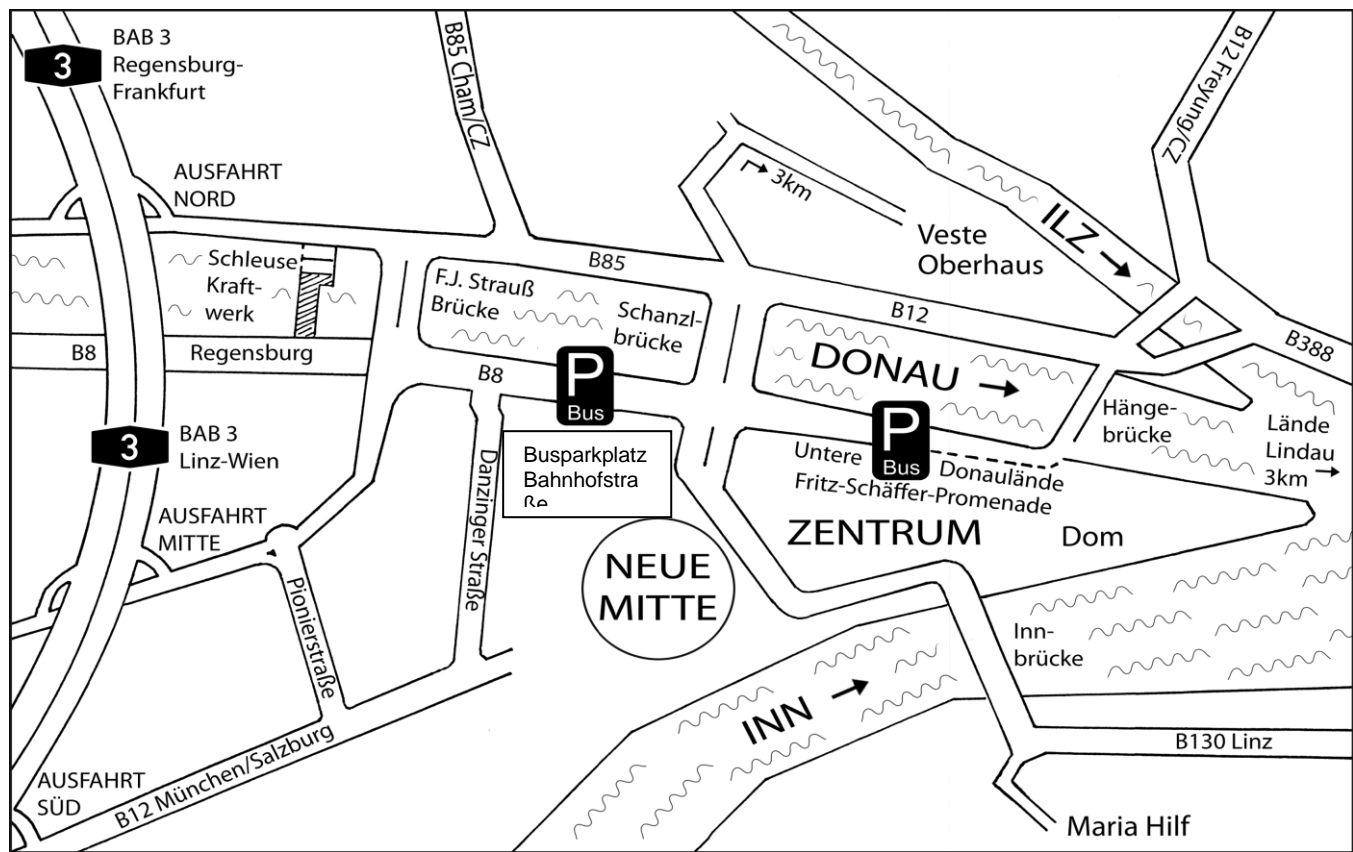 3
BAB 3
Regensburg-
Frankfurt
B85 Cham/CZ
B12 Freyung/CZ
AUSFAHRT
NORD
3km
ILZ
Veste
Oberhaus
Schleuse
Kraft-
werk
B85
F.J. Strauß
Brücke
Schanzl-
brücke
B12
B388
B8
Regensburg
B8
P
Bus
DONAU
P
Bus
Hänge-
brücke
Lände
Lindau
3km
3
BAB 3
Linz-Wien
Danzinger Straße
Busparkplatz
Bahnhofstra
ße
Untere Donaulände
Fritz-Schäffer-Promenade
ZENTRUM
Dom
AUSFAHRT
MITTE
Pionierstraße
NEUE
MITTE
Inn-
brücke
INN
B130 Linz
AUSFAHRT
SÜD
B12 München/Salzburg
Maria Hilf